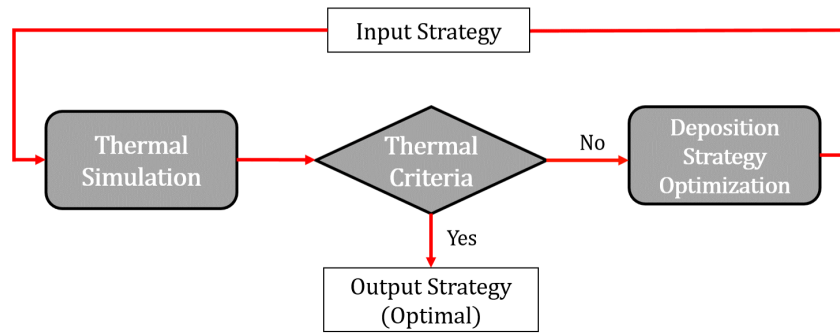 Input Strategy
Thermal
Simulation
Thermal
Criteria
No
Deposition
Strategy
Optimization
Yes
Output Strategy
(Optimal)